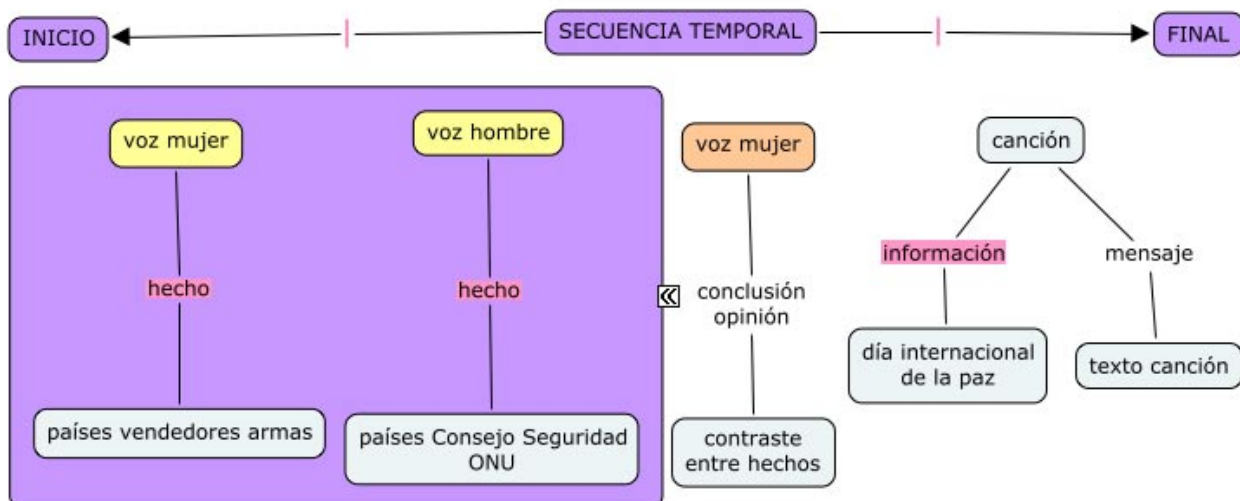 INICIO
SECUENCIA TEMPORAL
FINAL
voz mujer
hecho
países vendedores armas
voz hombre
hecho
países Consejo Seguridad
ONU
voz mujer
conclusión
opinión
contraste
entre hechos
canción
información
día internacional
de la paz
mensaje
texto canción